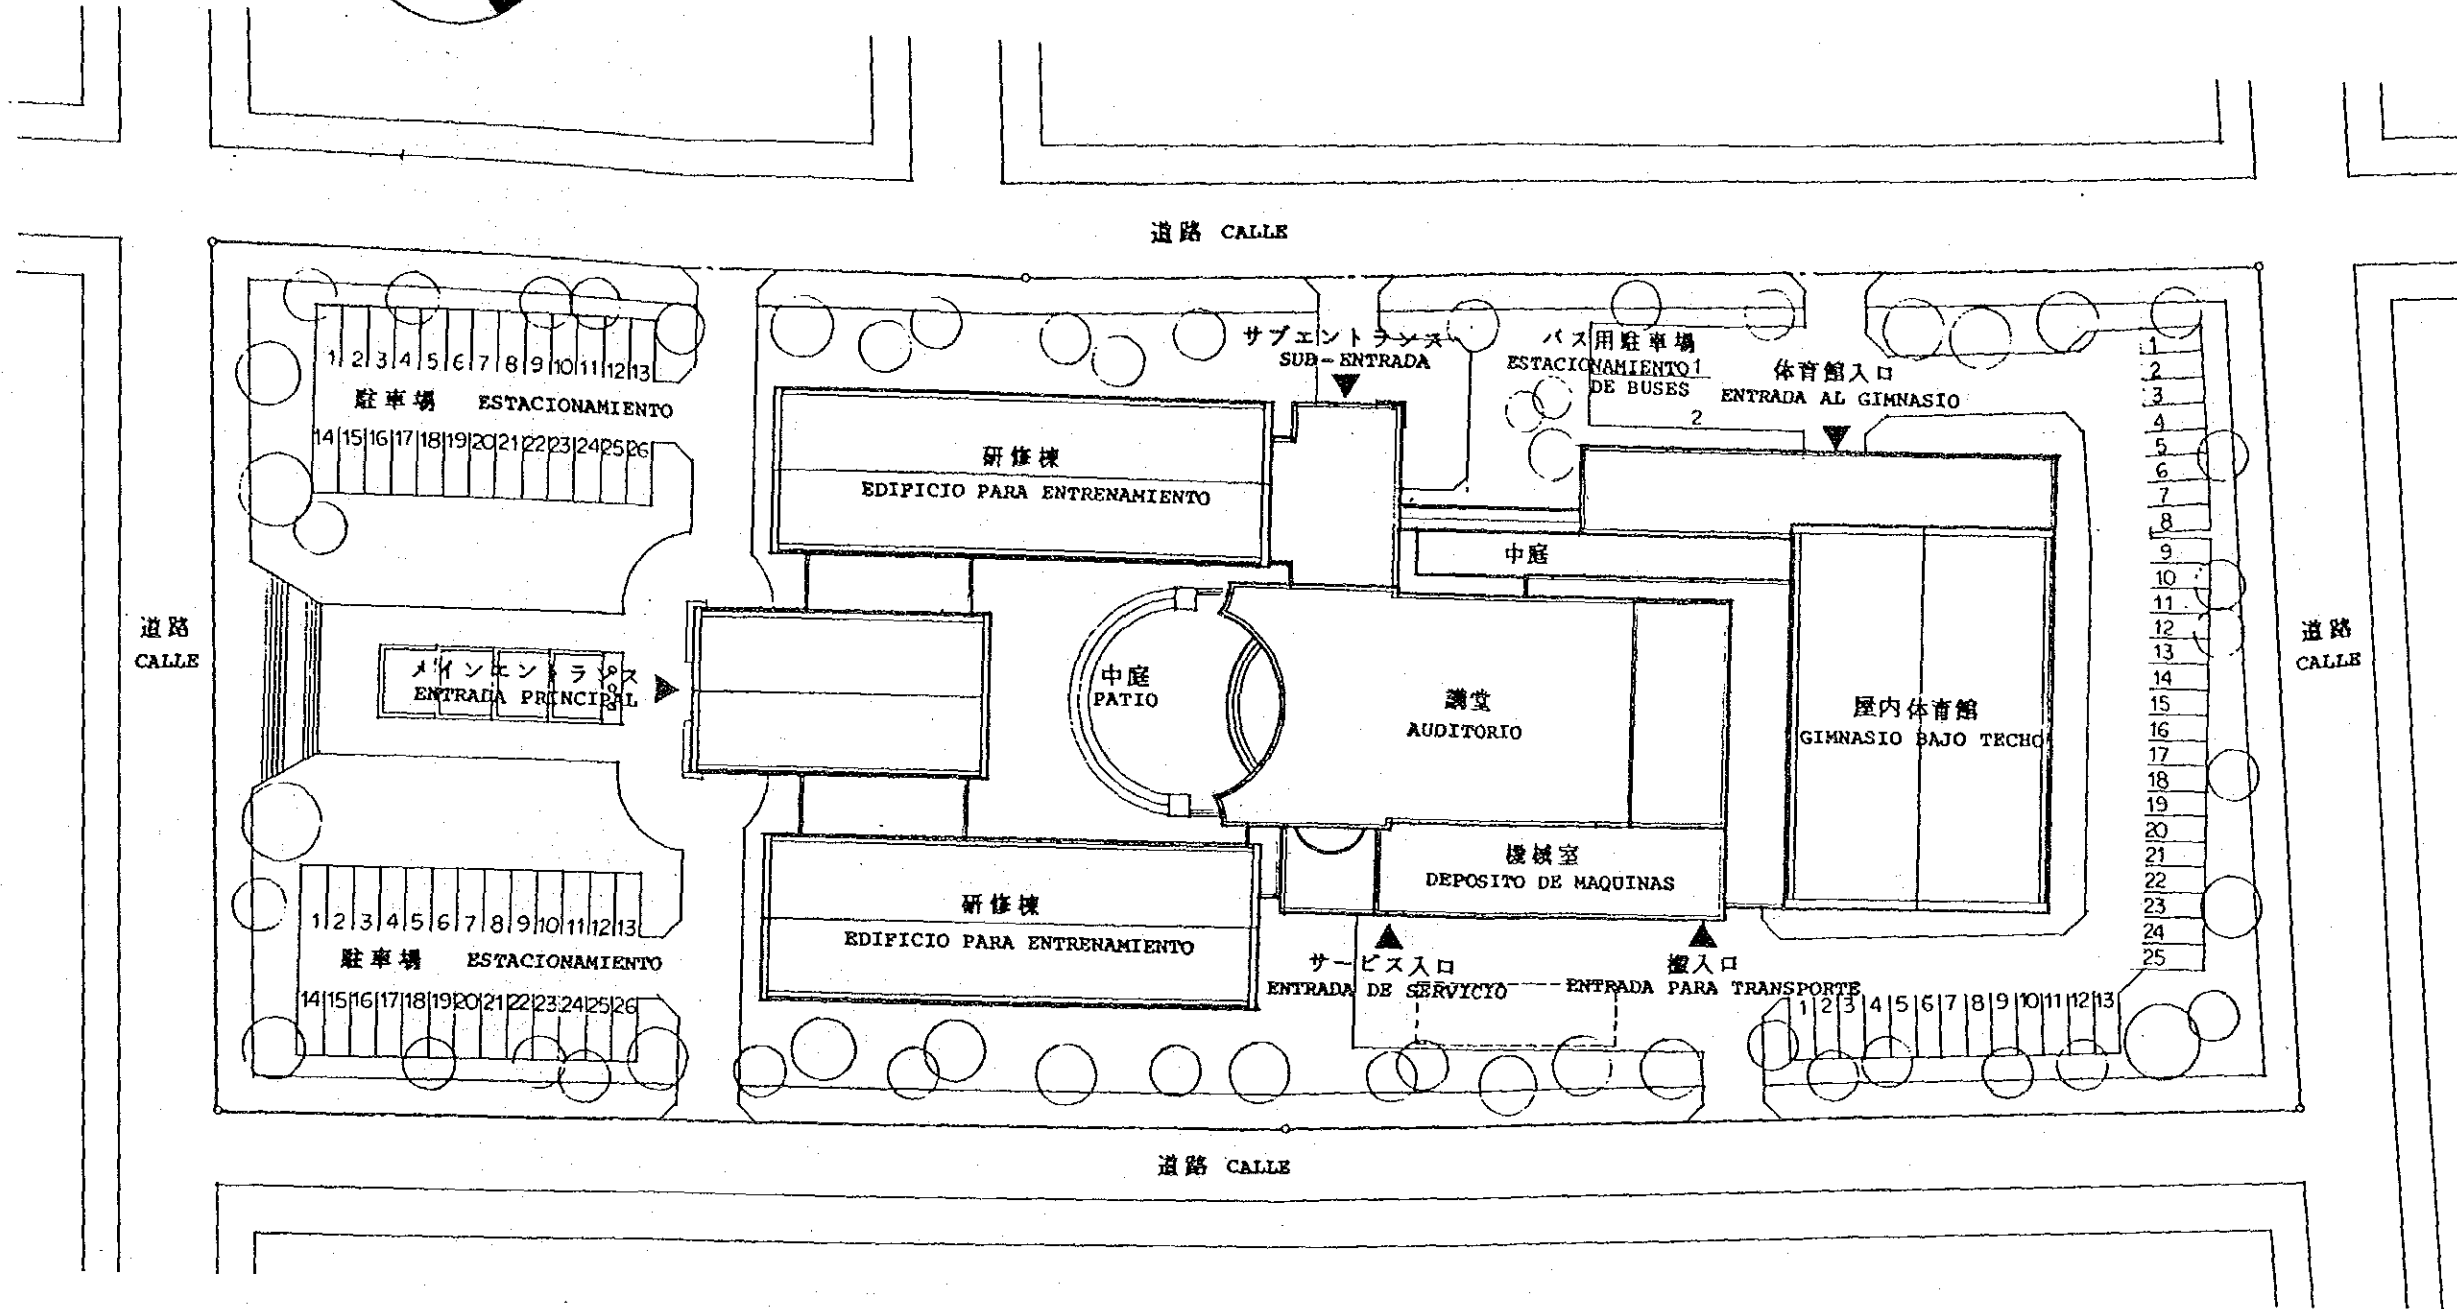 道路 CALLE
1 2 3 4 5 6 7 8 9 10 11 12 13
駐車場 ESTACIONAMIENTO
14 15 16 17 18 19 20 21 22 23 24 25 26
サブエントランス
SUB-ENTRADA
バス用駐車場
ESTACIONAMIENTO 1
DE BUSES
2
体育館入口
ENTRADA AL GIMNASIO
研修棟
EDIFICIO PARA ENTRENAMIENTO
中庭
道路
CALLE
メインエントランス
ENTRADA PRINCIPAL
中庭
PATIO
講堂
AUDITORIO
屋内体育館
GIMNASIO BAJO TECHO
1
2
3
4
5
6
7
8
9
10
11
12
13
14
15
16
17
18
19
20
21
22
23
24
25
道路
CALLE
機械室
DEPOSITO DE MAQUINAS
研修棟
EDIFICIO PARA ENTRENAMIENTO
1 2 3 4 5 6 7 8 9 10 11 12 13
駐車場 ESTACIONAMIENTO
14 15 16 17 18 19 20 21 22 23 24 25 26
サービス入口
ENTRADA DE SERVICIO
搬入口
ENTRADA PARA TRANSPORTE
1 2 3 4 5 6 7 8 9 10 11 12 13
道路 CALLE